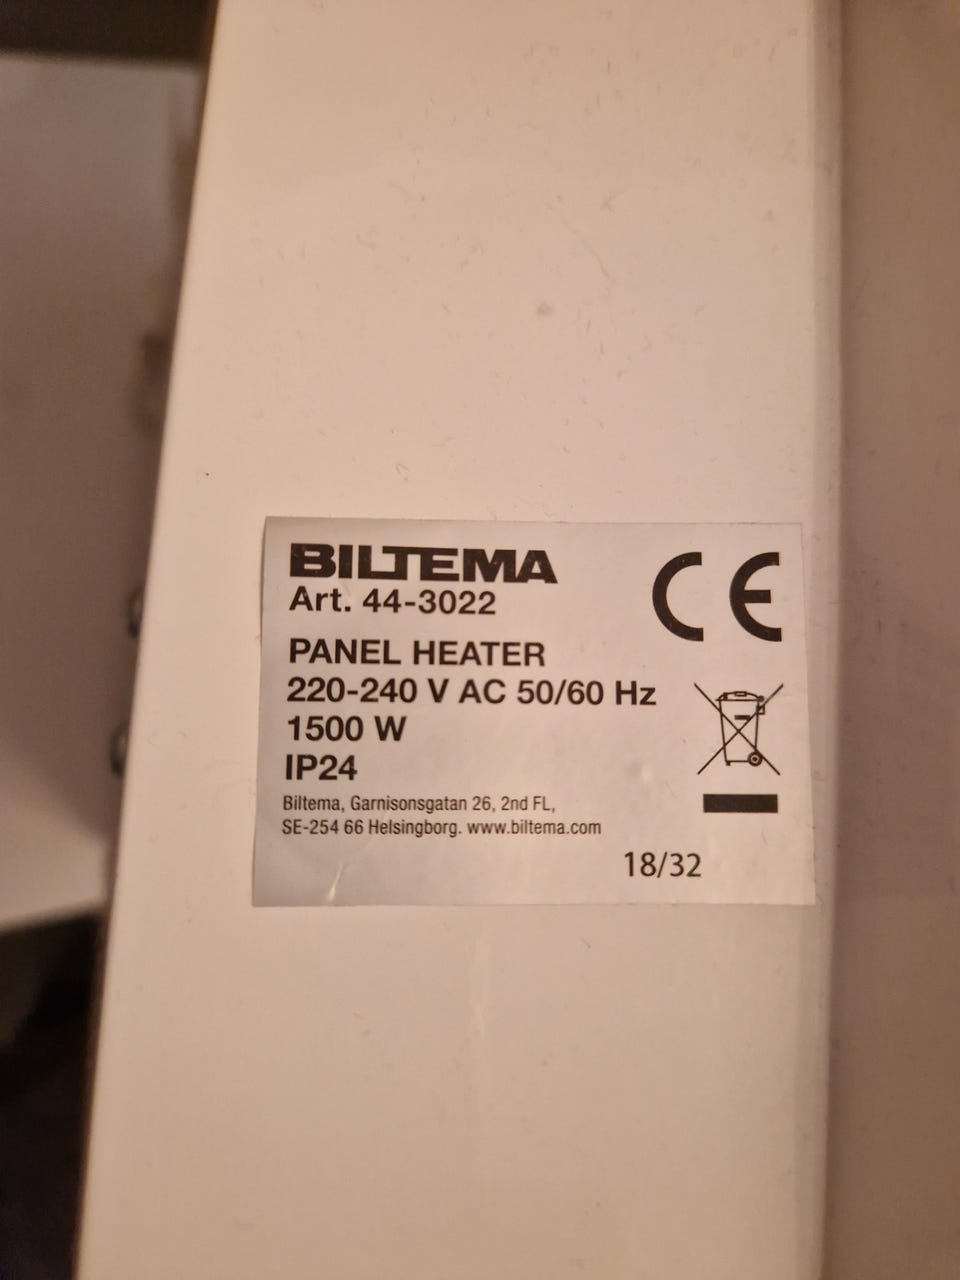 BILTEMA
Art. 44-3022
PANEL HEATER
220-240 V AC 50/60 Hz
1500 W
IP24
Biltema, Garnisonsgatan 26, 2nd FL,
SE-254 66 Helsingborg. www.biltema.com
18/32
CE